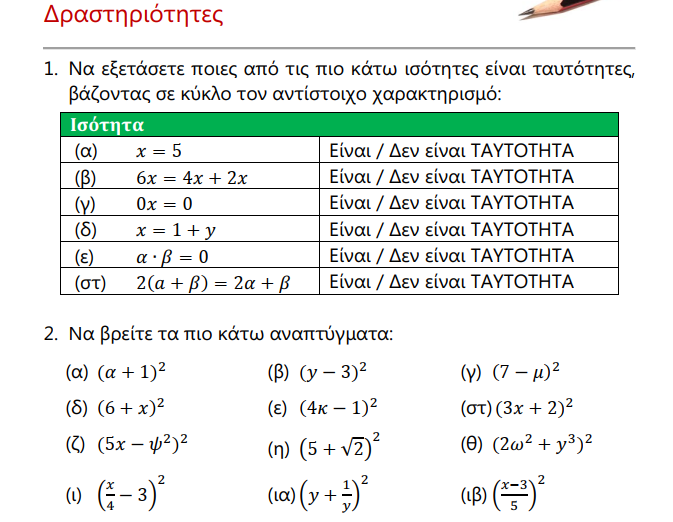 Δραστηριότητες
1. Να εξετάσετε ποιες από τις πιο κάτω ισότητες είναι ταυτότητες,
βάζοντας σε κύκλο τον αντίστοιχο χαρακτηρισμό:
Ισότητα
(α) x = 5 Είναι / Δεν είναι ΤΑΥΤΟΤΗΤΑ
(β) 6x = 4x + 2x Είναι / Δεν είναι ΤΑΥΤΟΤΗΤΑ
(γ) 0x = 0 Είναι / Δεν είναι ΤΑΥΤΟΤΗΤΑ
(δ) x = 1 + y Είναι / Δεν είναι ΤΑΥΤΟΤΗΤΑ
(ε) α · β = 0 Είναι / Δεν είναι ΤΑΥΤΟΤΗΤΑ
(στ) 2(α + β) = 2α + β Είναι / Δεν είναι ΤΑΥΤΟΤΗΤΑ
2. Να βρείτε τα πιο κάτω αναπτύγματα:
(α) (α + 1)² (β) (y − 3)² (γ) (7 − μ)²
(δ) (6 + x)² (ε) (4κ − 1)² (στ) (3x + 2)²
(ζ) (5x − ψ²)² (η) (5 + √2)² (θ) (2ω² + y³)²
(ι) (x/4 − 3)² (ια) (y + 1/y)² (ιβ) ((x−3)/5)²